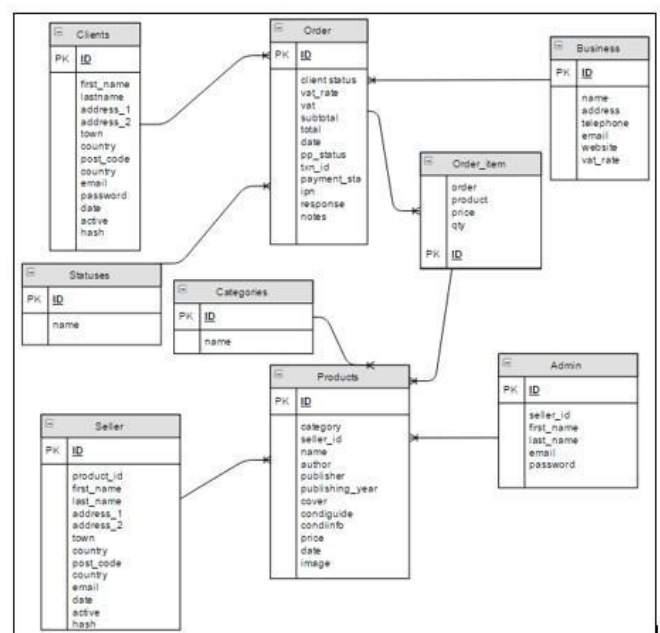 Clients
PK ID
first_name
lastname
address_1
address_2
town
country
post_code
country
email
password
date
active
hash
Order
PK ID
client status
vat_rate
vat
subtotal
total
date
pp_status
txn_id
payment_sta
ipn
response
notes
Business
PK ID
name
address
telephone
email
website
vat_rate
Order_item
order
product
price
qty
PK ID
Statuses
PK ID
name
Categories
PK ID
name
Products
PK ID
category
seller_id
name
author
publisher
publishing_year
cover
condiguide
condiinfo
price
date
image
Admin
PK ID
seller_id
first_name
last_name
email
password
Seller
PK ID
product_id
first_name
last_name
address_1
address_2
town
country
post_code
country
email
date
active
hash